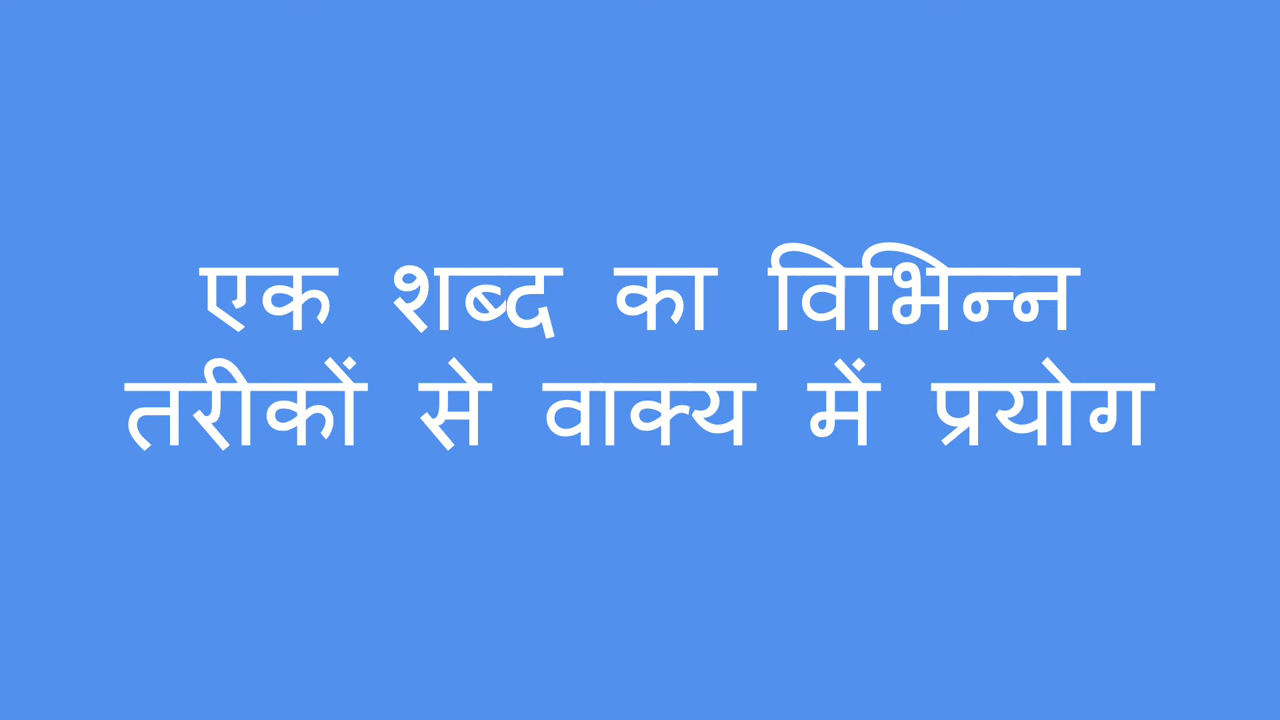 एक शब्द का विभिन्न
तरीकों से वाक्य में प्रयोग